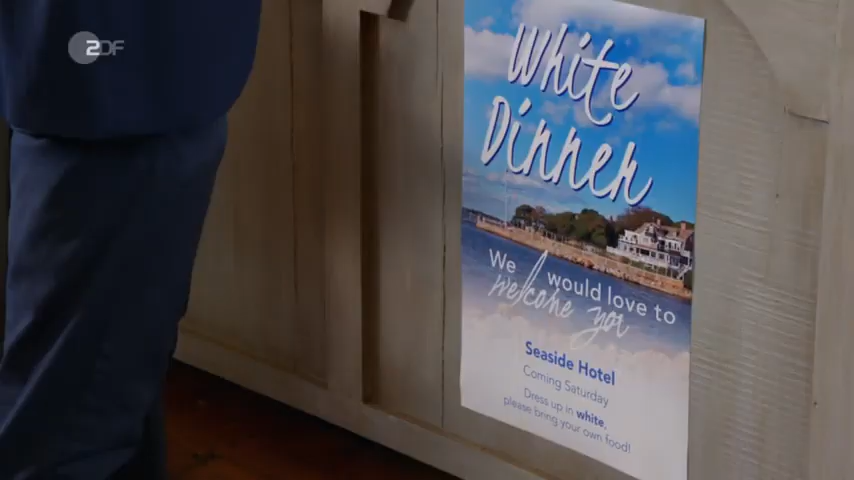 ZDF
White
Dinner
We would love to
welcome you
Seaside Hotel
Coming Saturday
Dress up in white,
please bring your own food!